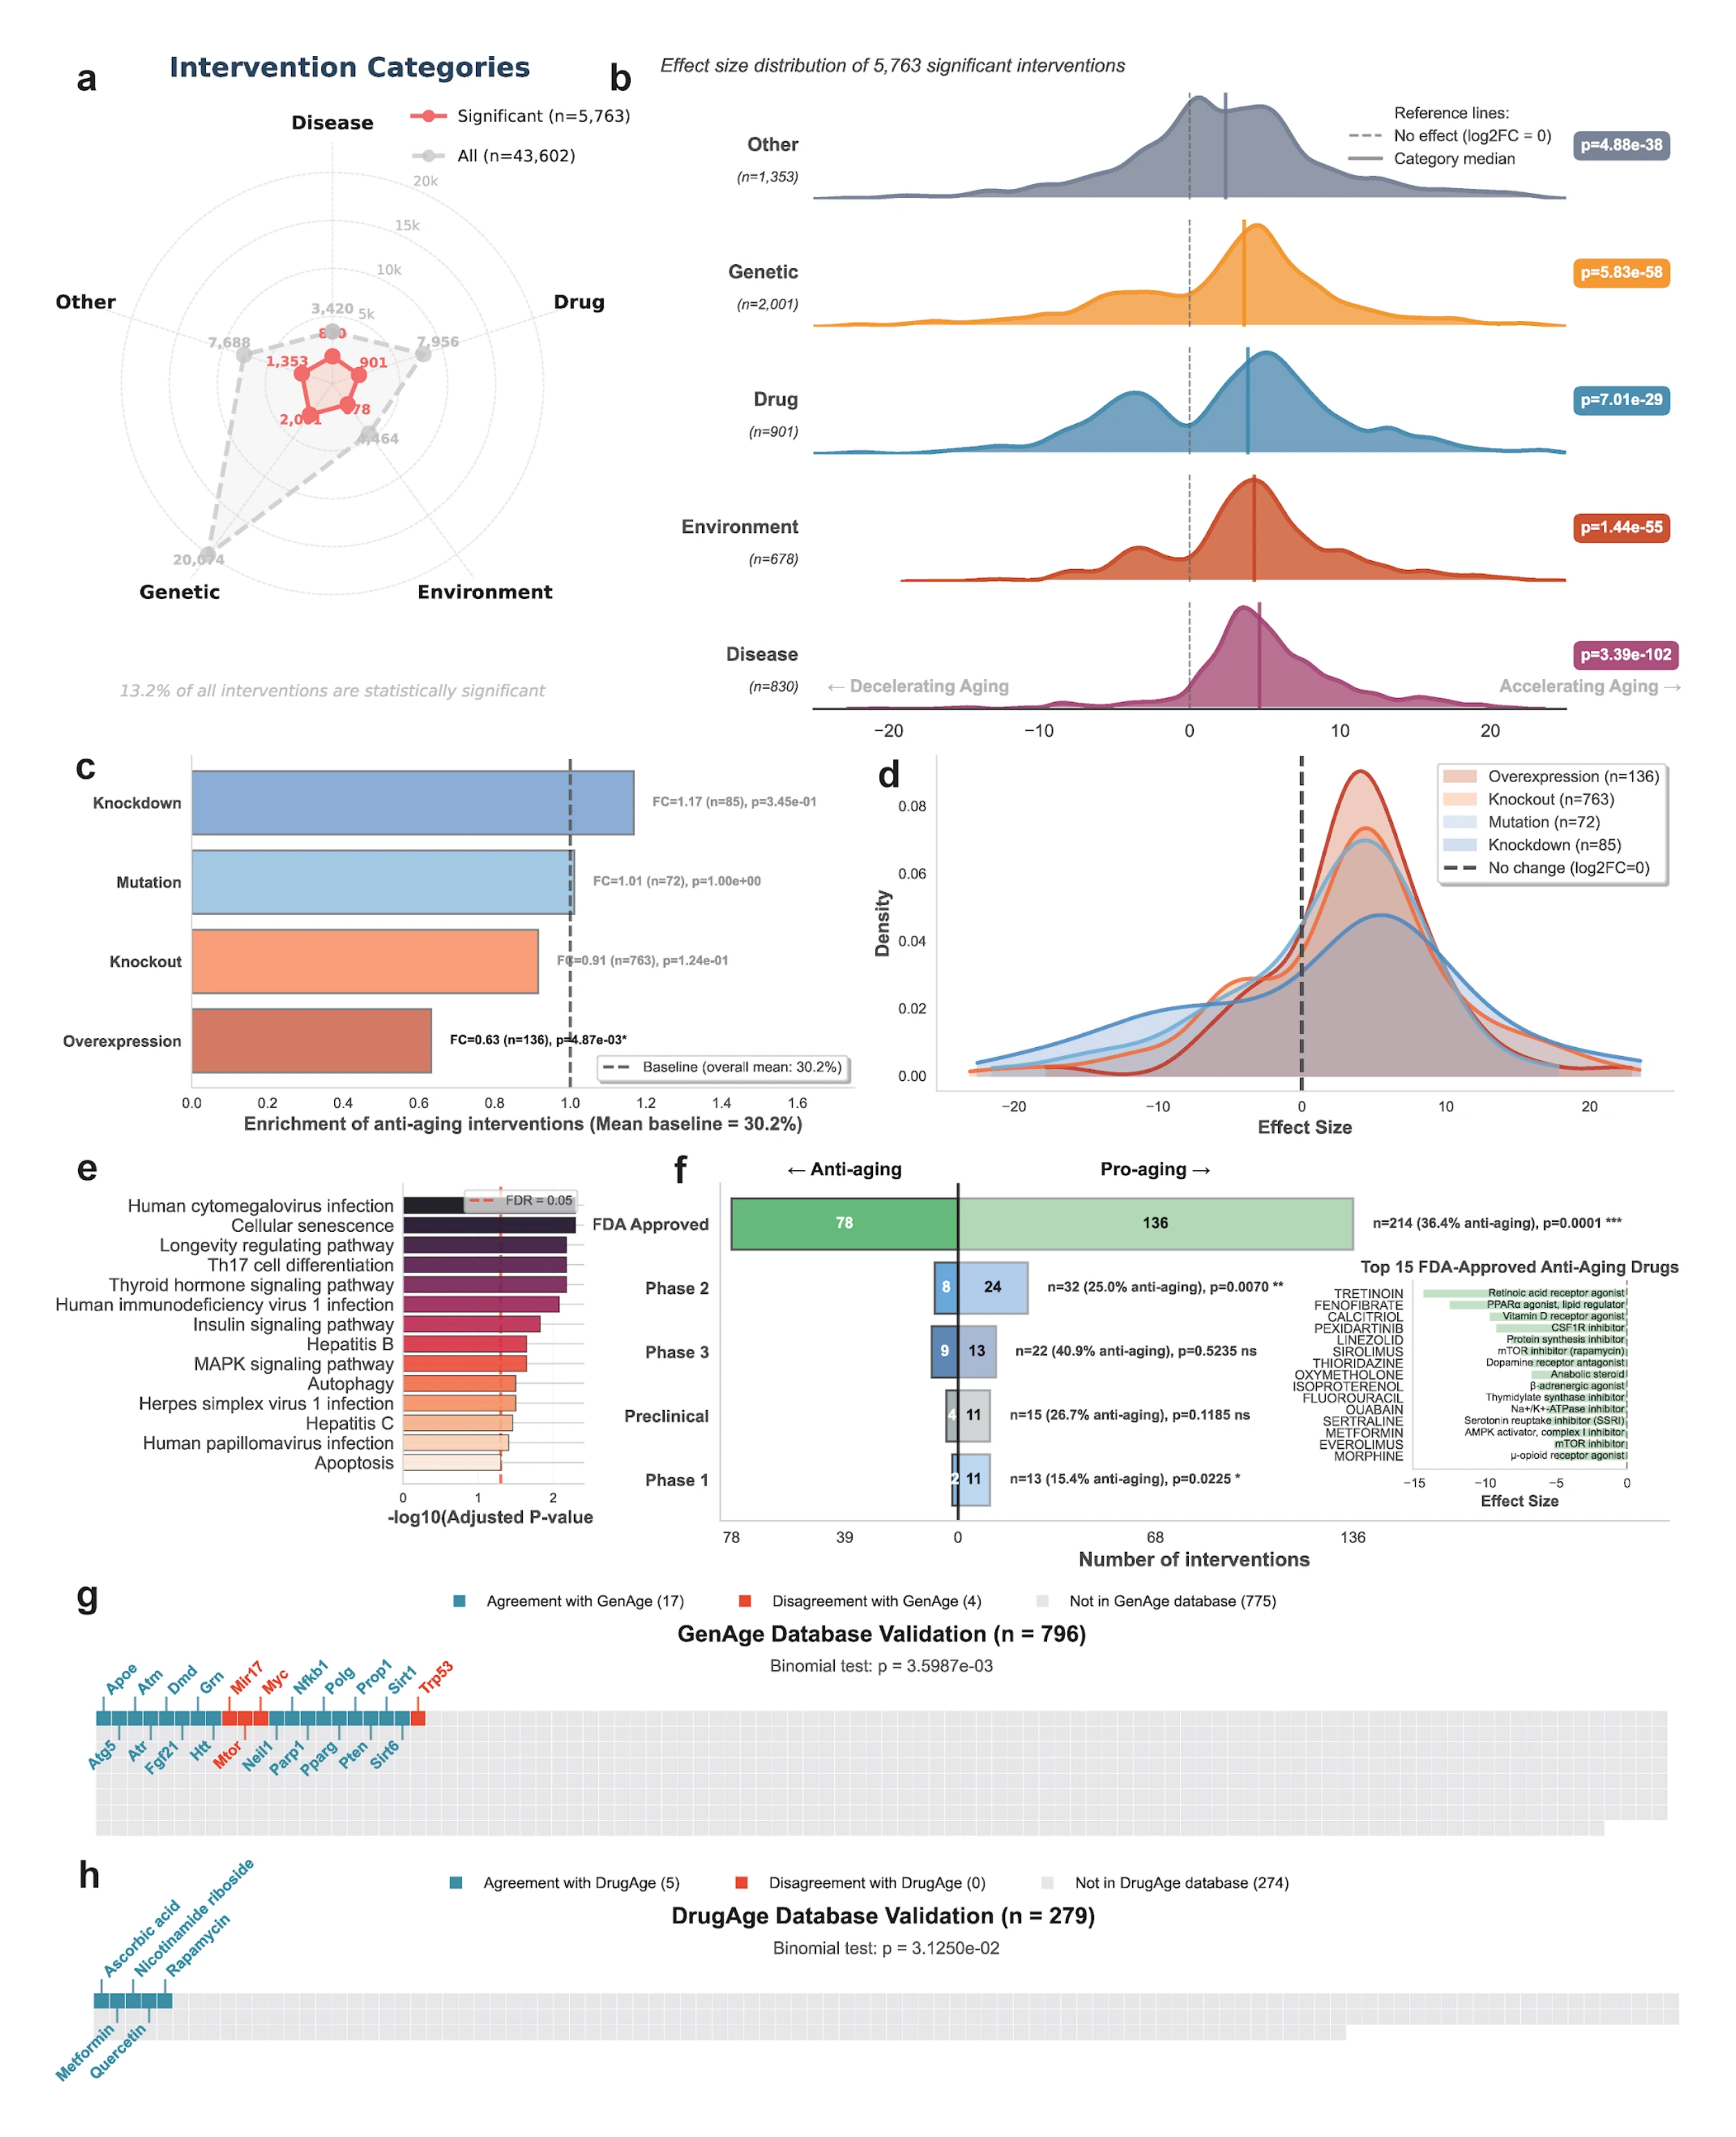 a
Intervention Categories
Significant (n=5,763)
All (n=43,602)
Disease
Drug
Environment
Genetic
Other
20k
15k
10k
5k
3,420
7,956
4,464
20,074
7,688
901
1,353
b
Effect size distribution of 5,763 significant interventions
Reference lines:
No effect (log2FC = 0)
Category median
Other
(n=1,353)
p=4.88e-38
Genetic
(n=2,001)
p=5.83e-58
Drug
(n=901)
p=7.01e-29
Environment
(n=678)
p=1.44e-55
Disease
(n=830)
p=3.39e-102
← Decelerating Aging
Accelerating Aging →
−20 −10 0 10 20
13.2% of all interventions are statistically significant
c
Knockdown
FC=1.17 (n=85), p=3.45e-01
Mutation
FC=1.01 (n=72), p=1.00e+00
Knockout
FC=0.91 (n=763), p=1.24e-01
Overexpression
FC=0.63 (n=136), p=4.87e-03*
Baseline (overall mean: 30.2%)
0.0 0.2 0.4 0.6 0.8 1.0 1.2 1.4 1.6
Enrichment of anti-aging interventions (Mean baseline = 30.2%)
d
Overexpression (n=136)
Knockout (n=763)
Mutation (n=72)
Knockdown (n=85)
No change (log2FC=0)
Density
0.08
0.06
0.04
0.02
0.00
−20 −10 0 10 20
Effect Size
e
FDR = 0.05
Human cytomegalovirus infection
Cellular senescence
Longevity regulating pathway
Th17 cell differentiation
Thyroid hormone signaling pathway
Human immunodeficiency virus 1 infection
Insulin signaling pathway
Hepatitis B
MAPK signaling pathway
Autophagy
Herpes simplex virus 1 infection
Hepatitis C
Human papillomavirus infection
Apoptosis
0 1 2
-log10(Adjusted P-value
f
← Anti-aging
Pro-aging →
FDA Approved
78
136
n=214 (36.4% anti-aging), p=0.0001 ***
Phase 2
8
24
n=32 (25.0% anti-aging), p=0.0070 **
Phase 3
9
13
n=22 (40.9% anti-aging), p=0.5235 ns
Preclinical
4
11
n=15 (26.7% anti-aging), p=0.1185 ns
Phase 1
2
11
n=13 (15.4% anti-aging), p=0.0225 *
78 39 0 68 136
Number of interventions
Top 15 FDA-Approved Anti-Aging Drugs
TRETINOIN Retinoic acid receptor agonist
FENOFIBRATE PPARα agonist, lipid regulator
CALCITRIOL Vitamin D receptor agonist
PEXIDARTINIB CSF1R inhibitor
LINEZOLID Protein synthesis inhibitor
SIROLIMUS mTOR inhibitor (rapamycin)
THIORIDAZINE Dopamine receptor antagonist
OXYMETHOLONE Anabolic steroid
ISOPROTERENOL β-adrenergic agonist
FLUOROURACIL Thymidylate synthase inhibitor
OUABAIN Na+/K+-ATPase inhibitor
SERTRALINE Serotonin reuptake inhibitor (SSRI)
METFORMIN AMPK activator, complex I inhibitor
EVEROLIMUS mTOR inhibitor
MORPHINE μ-opioid receptor agonist
−15 −10 −5 0
Effect Size
g
Agreement with GenAge (17)
Disagreement with GenAge (4)
Not in GenAge database (775)
GenAge Database Validation (n = 796)
Binomial test: p = 3.5987e-03
Apoe Atm Dmd Grn Mir17 Myc Nfkb1 Polg Prop1 Sirt1 Trp53
Atg5 Atr Fgf21 Htt Mtor Neil1 Parp1 Pparg Pten Sirt6
h
Agreement with DrugAge (5)
Disagreement with DrugAge (0)
Not in DrugAge database (274)
DrugAge Database Validation (n = 279)
Binomial test: p = 3.1250e-02
Ascorbic acid Nicotinamide riboside Rapamycin
Metformin Quercetin